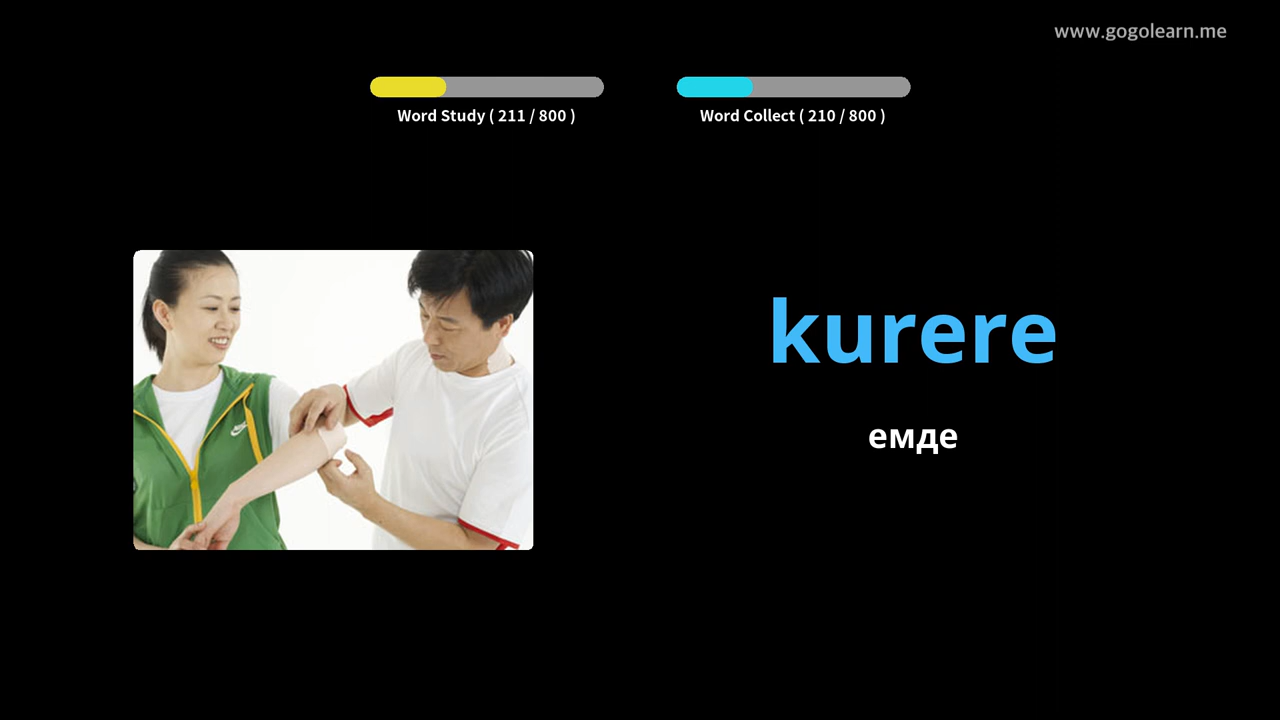 www.gogolearn.me
Word Study ( 211 / 800 )
Word Collect ( 210 / 800 )
kurere
емде